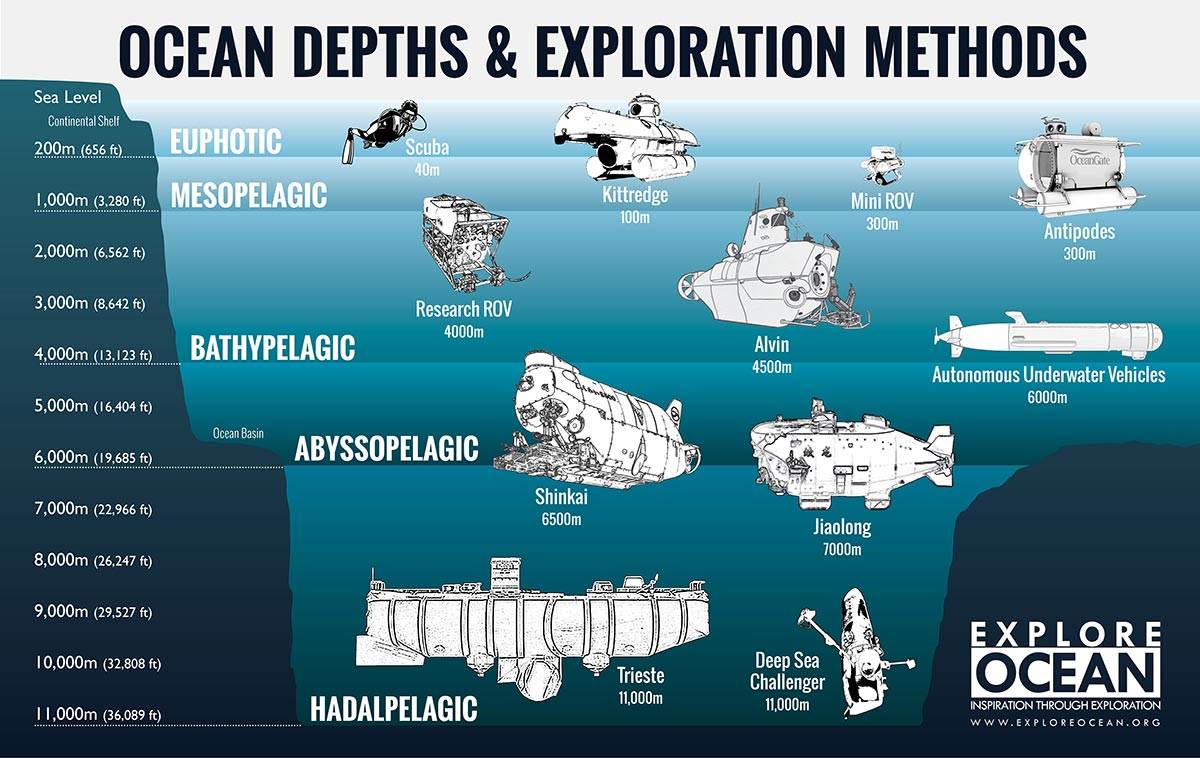 OCEAN DEPTHS & EXPLORATION METHODS
Sea Level
Continental Shelf
200m (656 ft)
EUPHOTIC
Scuba
40m
Kittredge
100m
Mini ROV
300m
OceanGate
Antipodes
300m
1,000m (3,280 ft)
MESOPELAGIC
2,000m (6,562 ft)
3,000m (8,642 ft)
Research ROV
4000m
Alvin
4500m
Autonomous Underwater Vehicles
6000m
4,000m (13,123 ft)
BATHYPELAGIC
5,000m (16,404 ft)
Ocean Basin
6,000m (19,685 ft)
ABYSSOPELAGIC
Shinkai
6500m
Jiaolong
7000m
7,000m (22,966 ft)
8,000m (26,247 ft)
9,000m (29,527 ft)
10,000m (32,808 ft)
11,000m (36,089 ft)
HADALPELAGIC
Trieste
11,000m
Deep Sea
Challenger
11,000m
EXPLORE
OCEAN
INSPIRATION THROUGH EXPLORATION
WWW.EXPLOREOCEAN.ORG